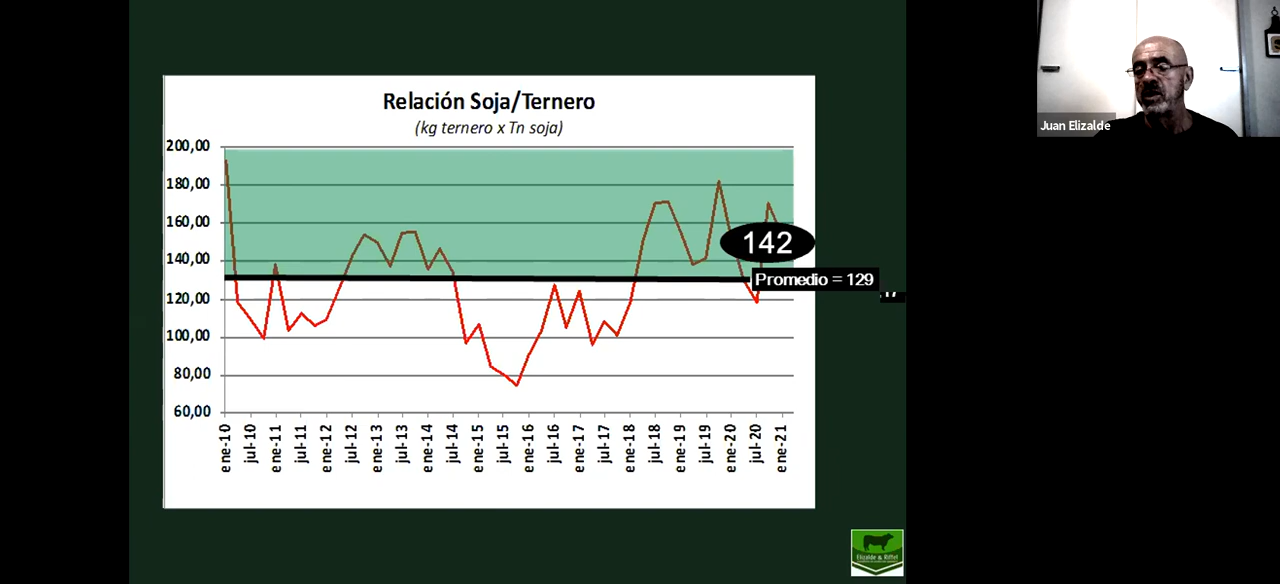 Relación Soja/Ternero
(kg ternero x Tn soja)
200,00
180,00
160,00
140,00
120,00
100,00
80,00
60,00
142
Promedio = 129
ene-10
jul-10
ene-11
jul-11
ene-12
jul-12
ene-13
jul-13
ene-14
jul-14
ene-15
jul-15
ene-16
jul-16
ene-17
jul-17
ene-18
jul-18
ene-19
jul-19
ene-20
jul-20
ene-21
Juan Elizalde
Elizalde & Riffel